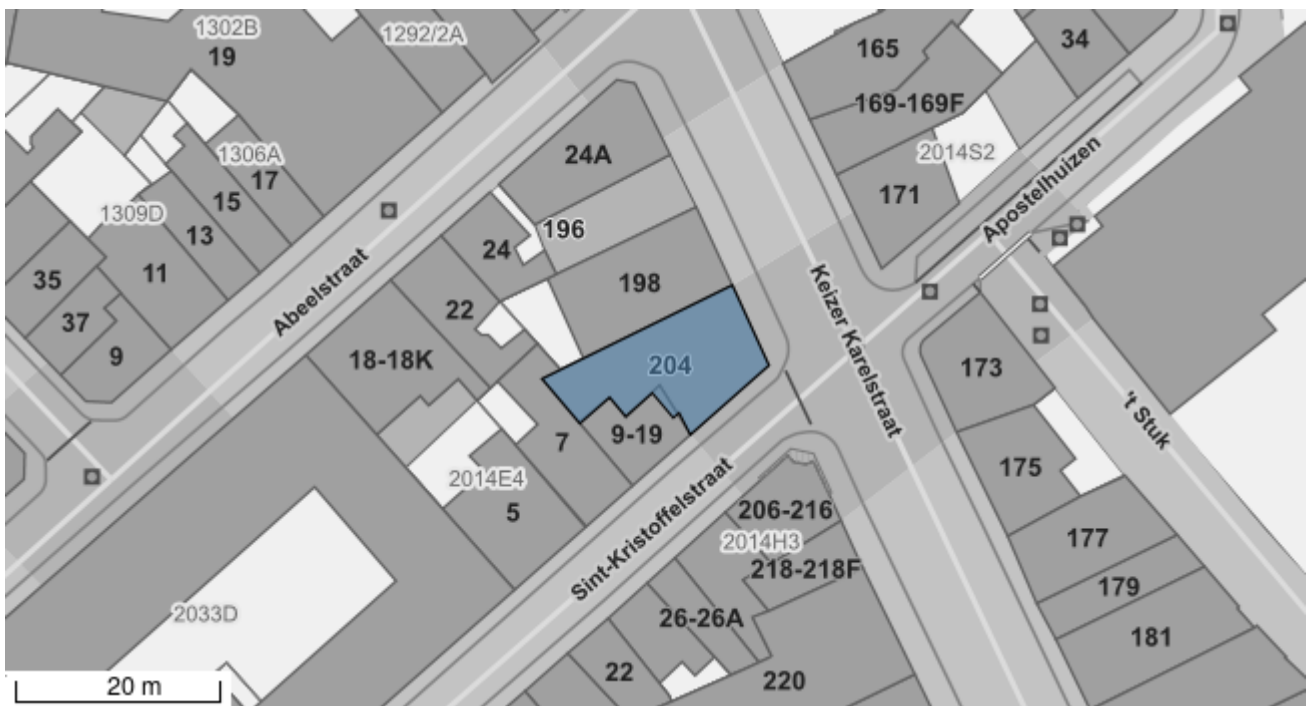 1302B
19
1292/2A
165
34
169-169F
24A
2014S2
1306A
17
171
15
1309D
13
196
24
Apostelhuizen
35
11
Abeelstraat
198
Keizer Karelstraat
22
37
9
18-18K
204
173
't Stuk
7
9-19
175
2014E4
5
Sint-Kristoffelstraat
206-216
2014H3
218-218F
177
179
2033D
26-26A
181
22
220
20 m